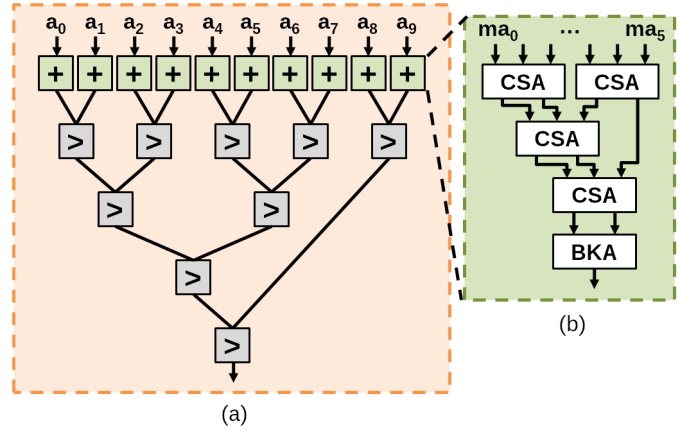 a0 a1 a2 a3 a4 a5 a6 a7 a8 a9
+ + + + + + + + + +
> > > > >
> >
>
>
(a)
ma0 ... ma5
CSA CSA
CSA
CSA
BKA
(b)